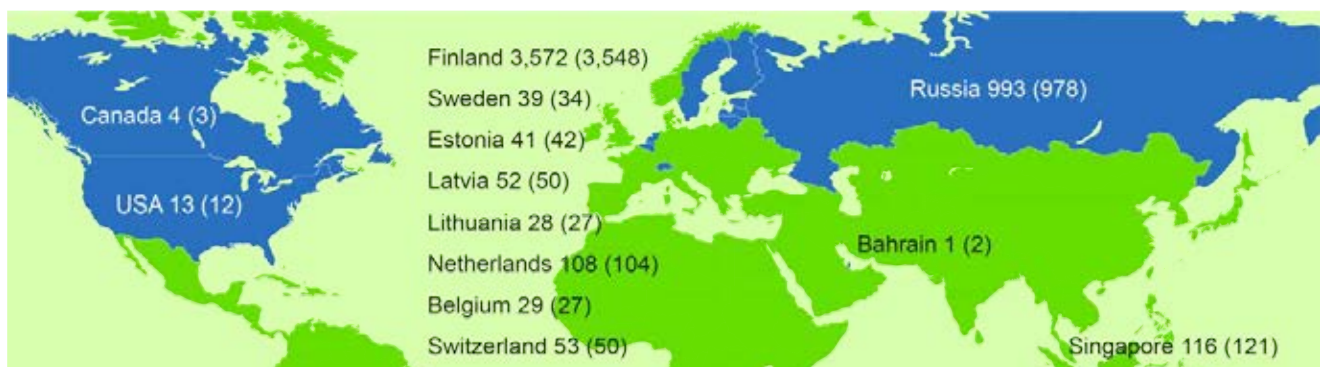 Canada 4 (3)
USA 13 (12)
Finland 3,572 (3,548)
Sweden 39 (34)
Estonia 41 (42)
Latvia 52 (50)
Lithuania 28 (27)
Netherlands 108 (104)
Belgium 29 (27)
Switzerland 53 (50)
Russia 993 (978)
Bahrain 1 (2)
Singapore 116 (121)